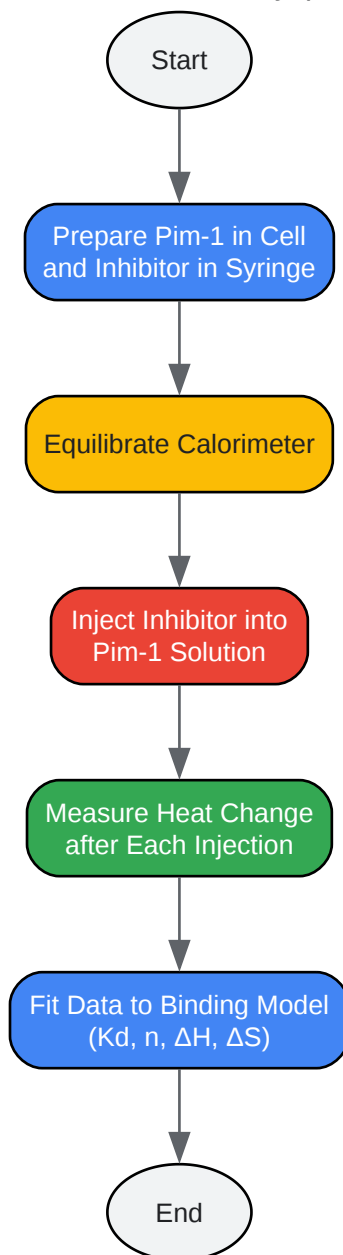 Start
Prepare Pim-1 in Cell
and Inhibitor in Syringe
Equilibrate Calorimeter
Inject Inhibitor into
Pim-1 Solution
Measure Heat Change
after Each Injection
Fit Data to Binding Model
(Kd, n, ΔH, ΔS)
End